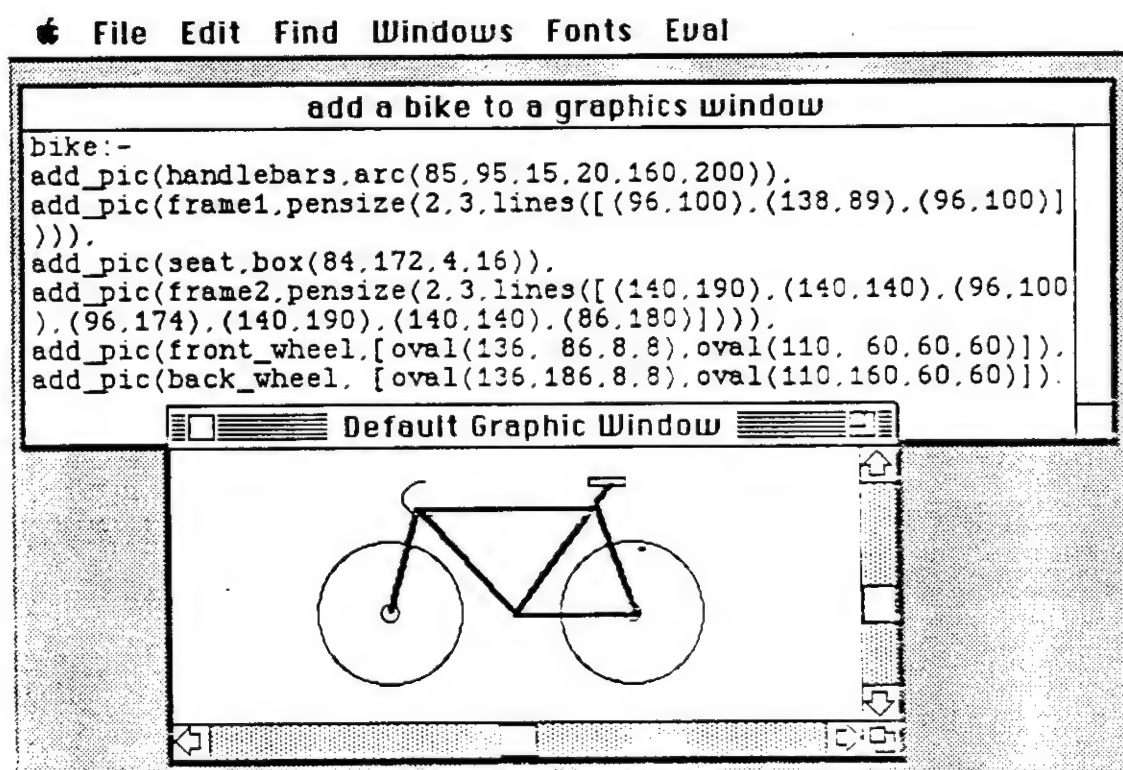 File Edit Find Windows Fonts Eval
add a bike to a graphics window
bike:-
add_pic(handlebars,arc(85,95,15,20,160,200)),
add_pic(frame1,pensize(2,3,lines([(96,100),(138,89),(96,100)]
))),
add_pic(seat,box(84,172,4,16)),
add_pic(frame2,pensize(2,3,lines([(140,190),(140,140),(96,100
),(96,174),(140,190),(140,140),(86,180)]))),
add_pic(front_wheel,[oval(136, 86,8,8),oval(110, 60,60,60)]),
add_pic(back_wheel, [oval(136,186,8,8),oval(110,160,60,60)]).
Default Graphic Window